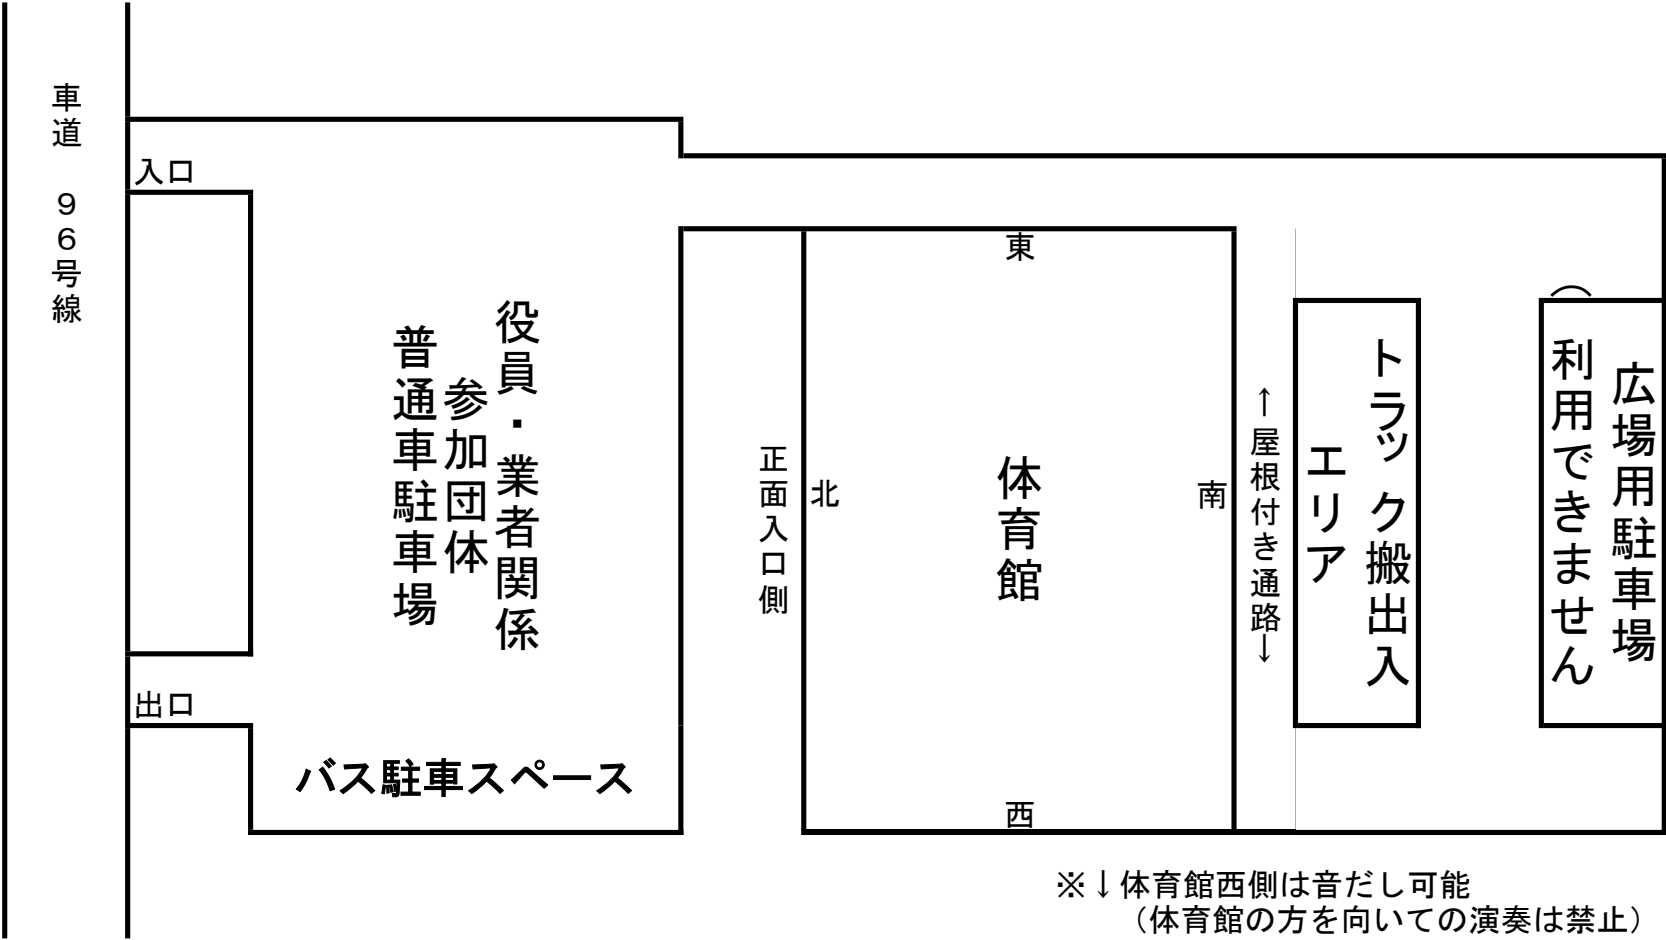 車道　９６号線
入口
出口
役員・業者関係
参加団体
普通車駐車場
バス駐車スペース
正面入口側
北
東
体育館
南
西
←屋根付き通路→
トラック搬出入
エリア
広場用駐車場
（利用できません
※↓体育館西側は音だし可能
（体育館の方を向いての演奏は禁止）